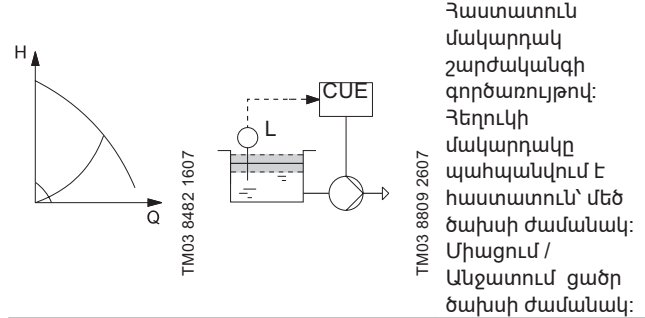 H
Q
TM03 8482 1607
CUE
L
TM03 8809 2607
Հաստատուն
մակարդակ
շարժականգի
գործառույթով:
Հեղուկի
մակարդակը
պահպանվում է
հաստատուն՝ մեծ
ծախսի ժամանակ:
Միացում /
Անջատում ցածր
ծախսի ժամանակ: